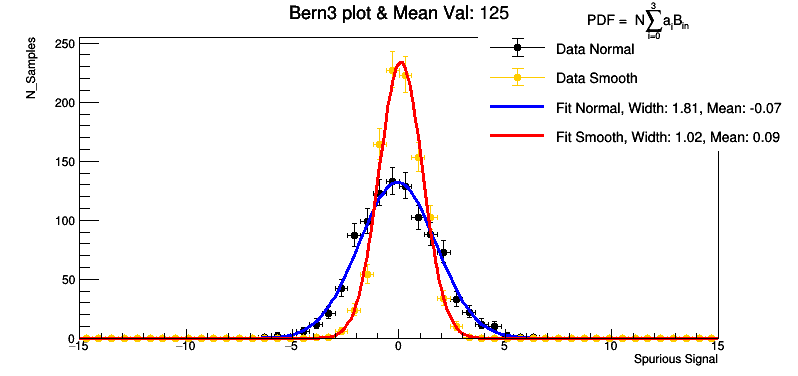 Bern3 plot & Mean Val: 125
PDF = N∑aᵢBᵢₙ
3
i=0
N_Samples
250
200
150
100
50
0
Data Normal
Data Smooth
Fit Normal, Width: 1.81, Mean: -0.07
Fit Smooth, Width: 1.02, Mean: 0.09
−15 −10 −5 0 5 10 15
Spurious Signal